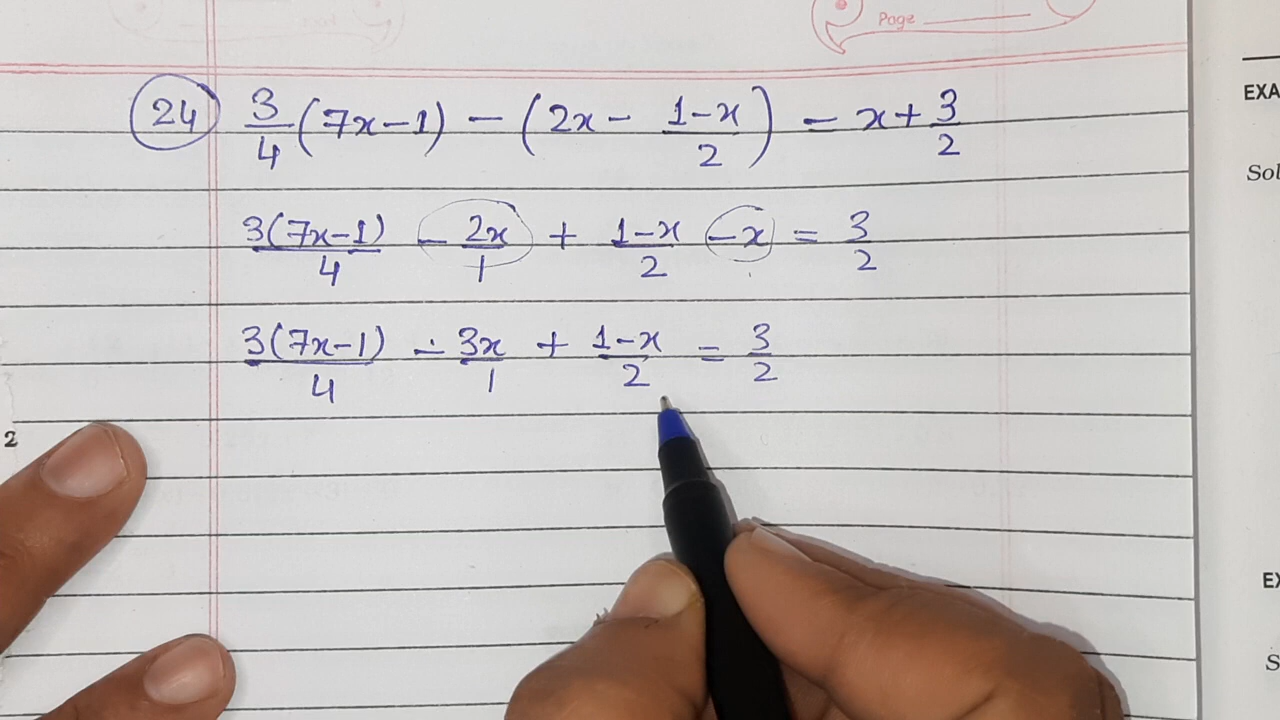 Page
24 3/4 (7x-1) - (2x - 1-x/2) = x + 3/2
3(7x-1)/4 - 2x/1 + 1-x/2 - x = 3/2
3(7x-1)/4 - 3x/1 + 1-x/2 = 3/2
2
EXA
Sol
EX
S